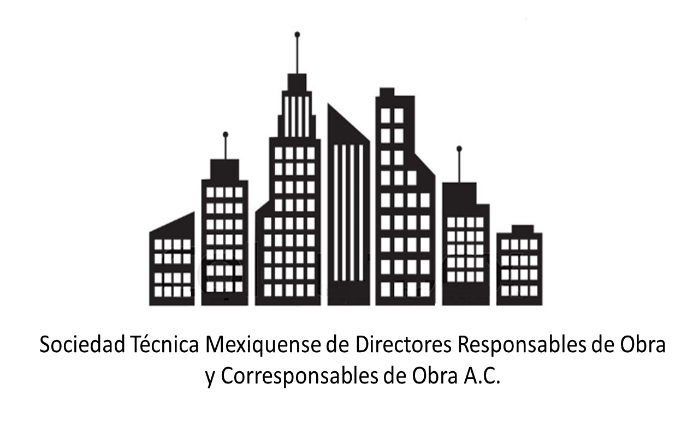 Sociedad Técnica Mexiquense de Directores Responsables de Obra
y Corresponsables de Obra A.C.